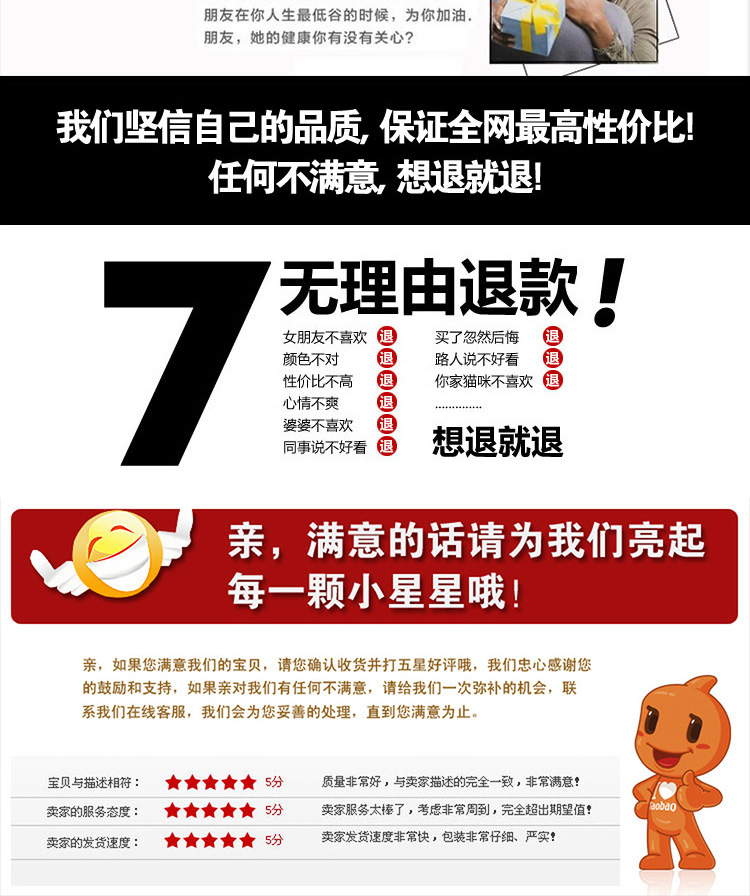 朋友在你人生最低谷的时候，为你加油.
朋友，她的健康你有没有关心?
我们坚信自己的品质, 保证全网最高性价比!
任何不满意, 想退就退!
7 无理由退款!
女朋友不喜欢 退 买了忽然后悔 退
颜色不对 退 路人说不好看 退
性价比不高 退 你家猫咪不喜欢 退
心情不爽 退 ..............
婆婆不喜欢 退
同事说不好看 退
想退就退
亲，满意的话请为我们亮起
每一颗小星星哦!
亲，如果您满意我们的宝贝，请您确认收货并打五星好评哦，我们忠心感谢您
的鼓励和支持，如果亲对我们有任何不满意，请给我们一次弥补的机会，联
系我们在线客服，我们会为您妥善的处理，直到您满意为止。
宝贝与描述相符： ★★★★★ 5分 质量非常好，与卖家描述的完全一致，非常满意!
卖家的服务态度： ★★★★★ 5分 卖家服务太棒了，考虑非常周到，完全超出期望值!
卖家的发货速度： ★★★★★ 5分 卖家发货速度非常快，包装非常仔细、严实!
I ♥
Taobao